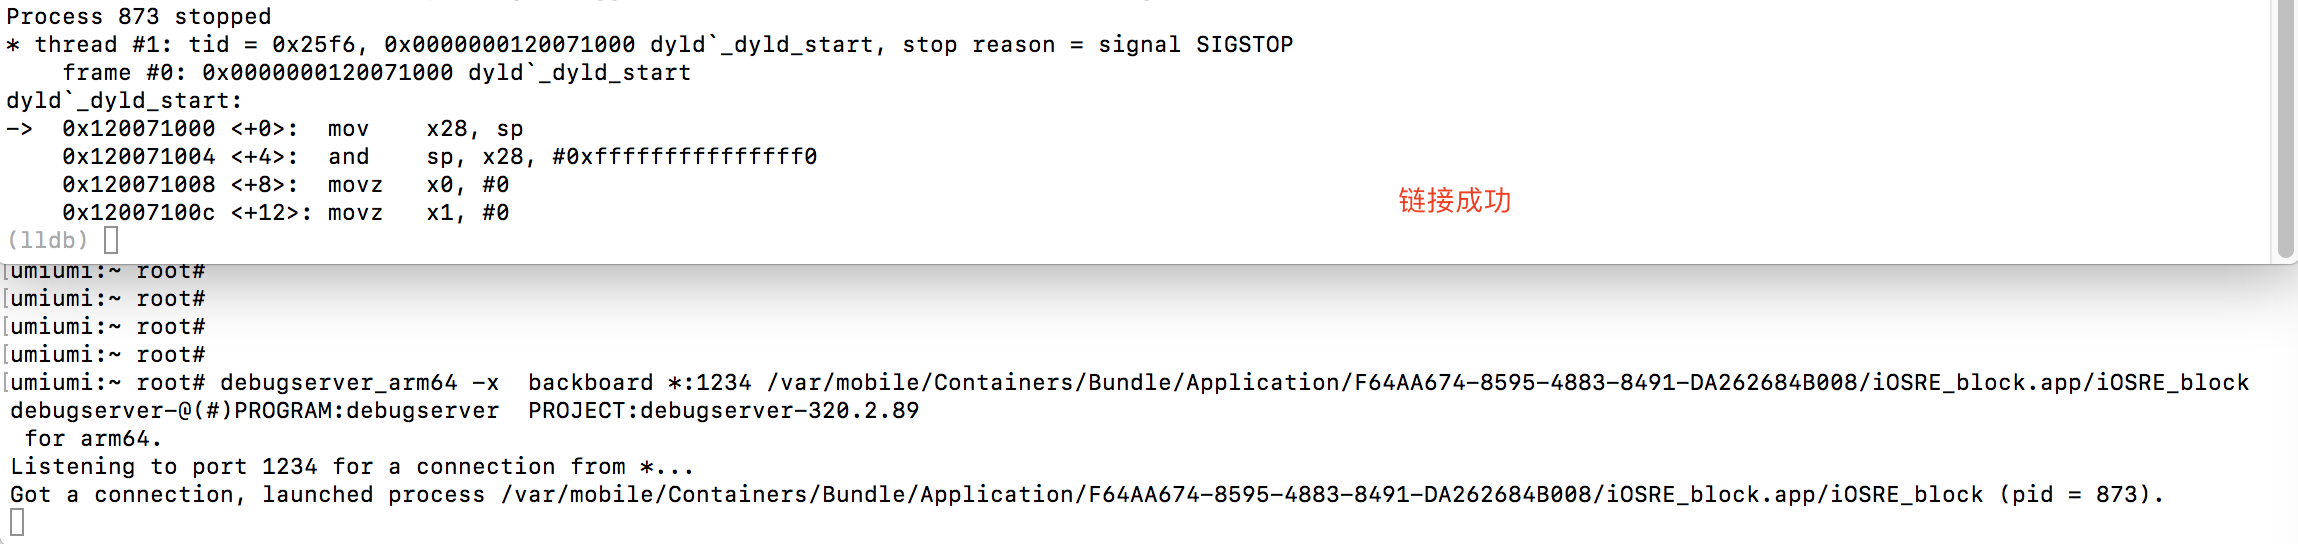 Process 873 stopped
* thread #1: tid = 0x25f6, 0x0000000120071000 dyld`_dyld_start, stop reason = signal SIGSTOP
    frame #0: 0x0000000120071000 dyld`_dyld_start
dyld`_dyld_start:
->  0x120071000 <+0>:  mov    x28, sp
    0x120071004 <+4>:  and    sp, x28, #0xfffffffffffffff0
    0x120071008 <+8>:  movz   x0, #0
    0x12007100c <+12>: movz   x1, #0
链接成功
(lldb)
[umiumi:~ root#
[umiumi:~ root#
[umiumi:~ root#
[umiumi:~ root#
[umiumi:~ root# debugserver_arm64 -x  backboard *:1234 /var/mobile/Containers/Bundle/Application/F64AA674-8595-4883-8491-DA262684B008/iOSRE_block.app/iOSRE_block
debugserver-@(#)PROGRAM:debugserver  PROJECT:debugserver-320.2.89
 for arm64.
Listening to port 1234 for a connection from *...
Got a connection, launched process /var/mobile/Containers/Bundle/Application/F64AA674-8595-4883-8491-DA262684B008/iOSRE_block.app/iOSRE_block (pid = 873).